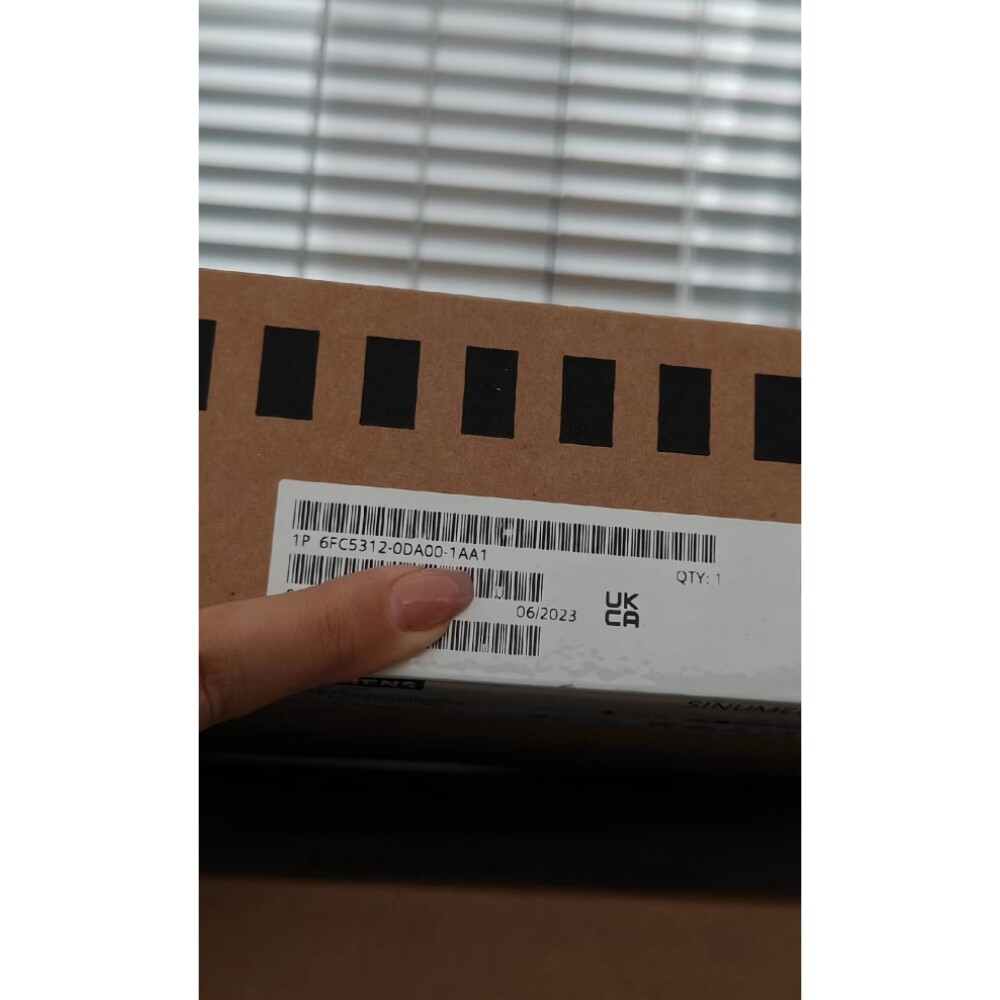 1P 6FC5312-0DA00-1AA1
QTY: 1
06/2023
UK
CA